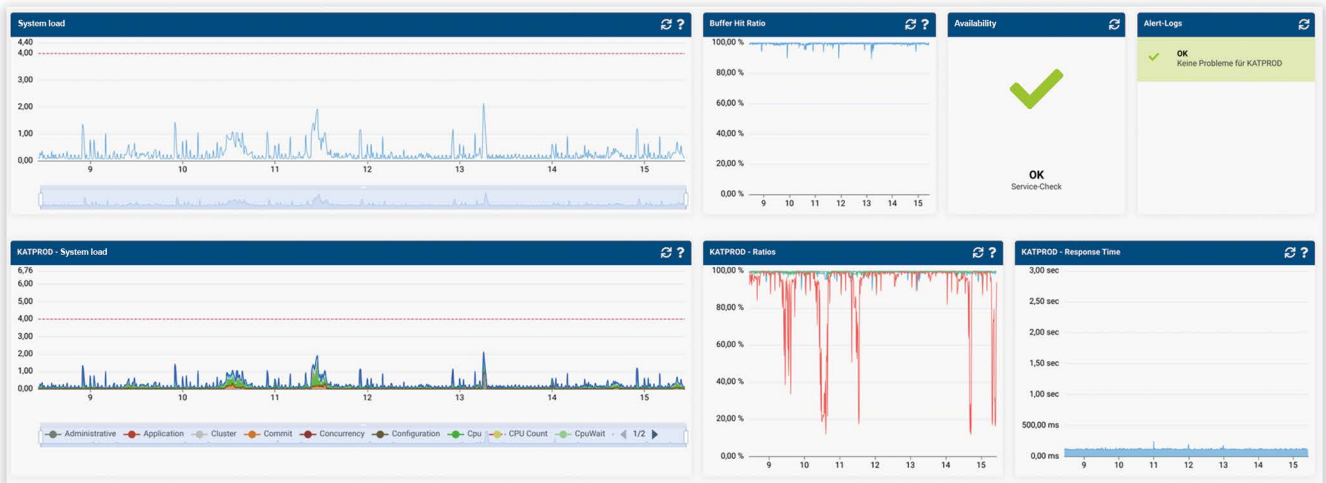 System load
?
4,40
4,00
3,00
2,00
1,00
0,00
9 10 11 12 13 14 15
Buffer Hit Ratio
?
100,00 %
80,00 %
60,00 %
40,00 %
20,00 %
0,00 %
9 10 11 12 13 14 15
Availability
OK
Service-Check
Alert-Logs
OK
Keine Probleme für KATPROD
KATPROD - System load
?
6,76
6,00
5,00
4,00
3,00
2,00
1,00
0,00
9 10 11 12 13 14 15
Administrative Application Cluster Commit Concurrency Configuration Cpu CPU Count CpuWait 1/2
KATPROD - Ratios
?
100,00 %
80,00 %
60,00 %
40,00 %
20,00 %
0,00 %
9 10 11 12 13 14 15
KATPROD - Response Time
?
3,00 sec
2,50 sec
2,00 sec
1,50 sec
1,00 sec
500,00 ms
0,00 ms
9 10 11 12 13 14 15